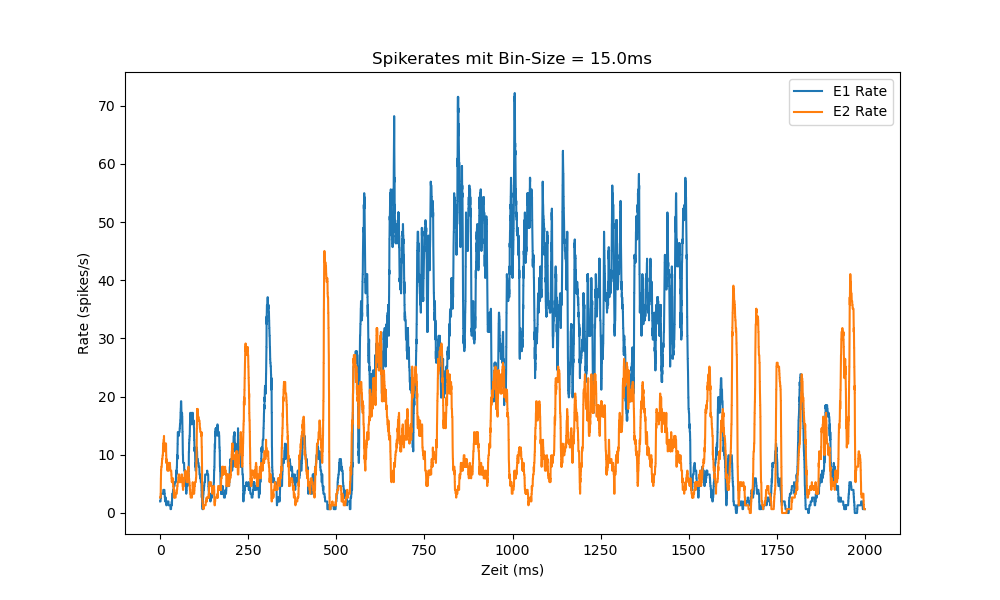 Spikerates mit Bin-Size = 15.0ms
E1 Rate
E2 Rate
Rate (spikes/s)
70
60
50
40
30
20
10
0
0 250 500 750 1000 1250 1500 1750 2000
Zeit (ms)